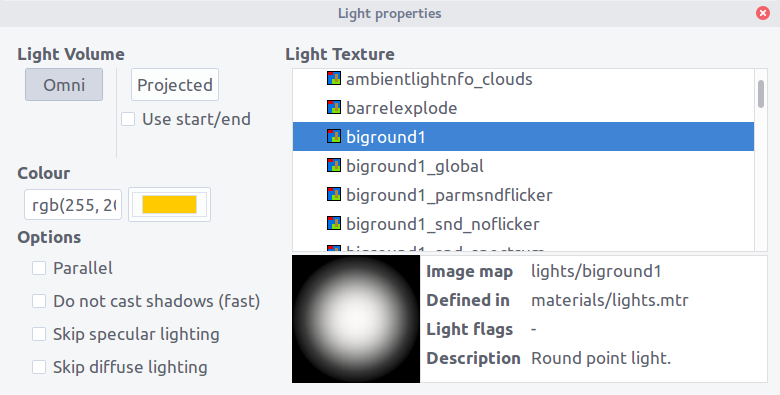 Light properties
Light Volume
Omni
Projected
Use start/end
Colour
rgb(255, 20
Options
Parallel
Do not cast shadows (fast)
Skip specular lighting
Skip diffuse lighting
Light Texture
ambientlightnfo_clouds
barrelexplode
biground1
biground1_global
biground1_parmsndflicker
biground1_snd_noflicker
biground1_snd_spectrum
Image map lights/biground1
Defined in materials/lights.mtr
Light flags -
Description Round point light.